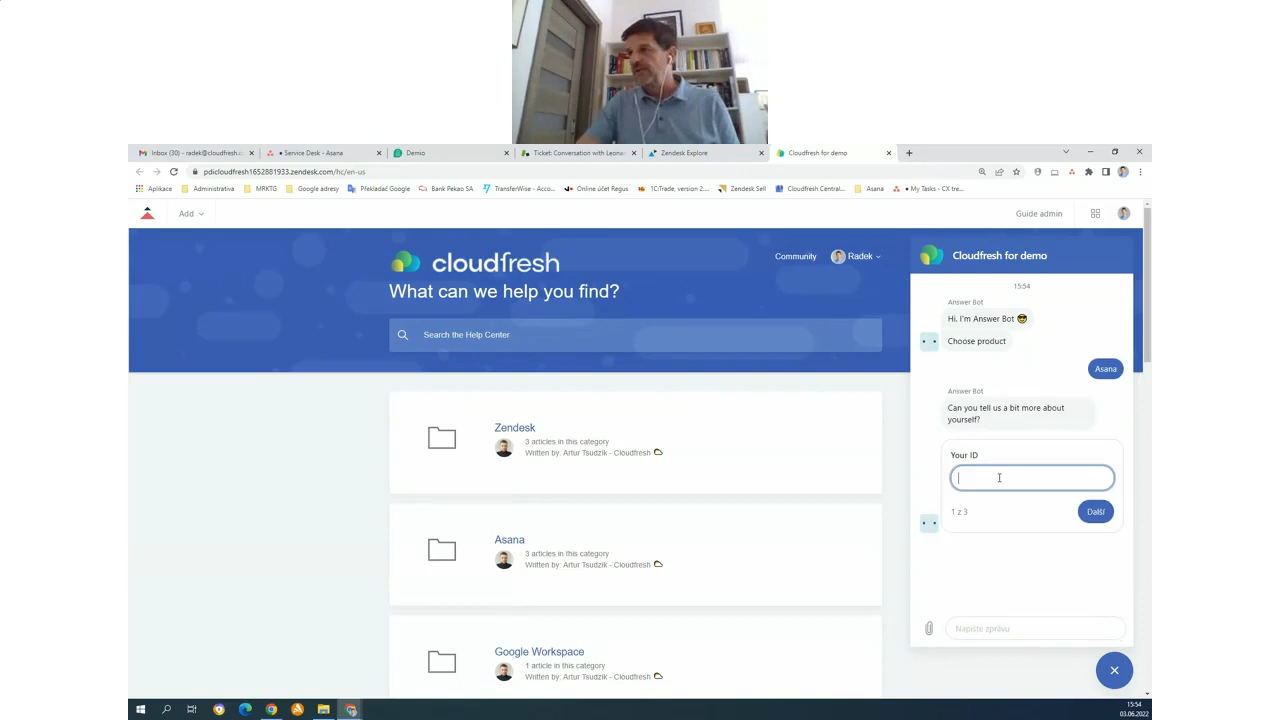 Inbox (30) - radek@cloudfresh.c
• Service Desk - Asana
Demio
Ticket: Conversation with Leona
Zendesk Explore
Cloudfresh for demo
pdicloudfresh1652881933.zendesk.com/hc/en-us
Aplikace
Administrativa
MRKTG
Google adresy
Překladač Google
Bank Pekao SA
TransferWise - Acco...
Online účet Regus
1C:Trade, version 2....
Zendesk Sell
Cloudfresh Central...
Asana
• My Tasks - CX tre...
Add
Guide admin
cloudfresh
Community
Radek
What can we help you find?
Search the Help Center
Zendesk
3 articles in this category
Written by: Artur Tsudzik - Cloudfresh
Asana
3 articles in this category
Written by: Artur Tsudzik - Cloudfresh
Google Workspace
1 article in this category
Written by: Artur Tsudzik - Cloudfresh
Cloudfresh for demo
15:54
Answer Bot
Hi. I'm Answer Bot 😎
Choose product
Asana
Answer Bot
Can you tell us a bit more about
yourself?
Your ID
1 z 3
Další
Napište zprávu
15:54
03.06.2022